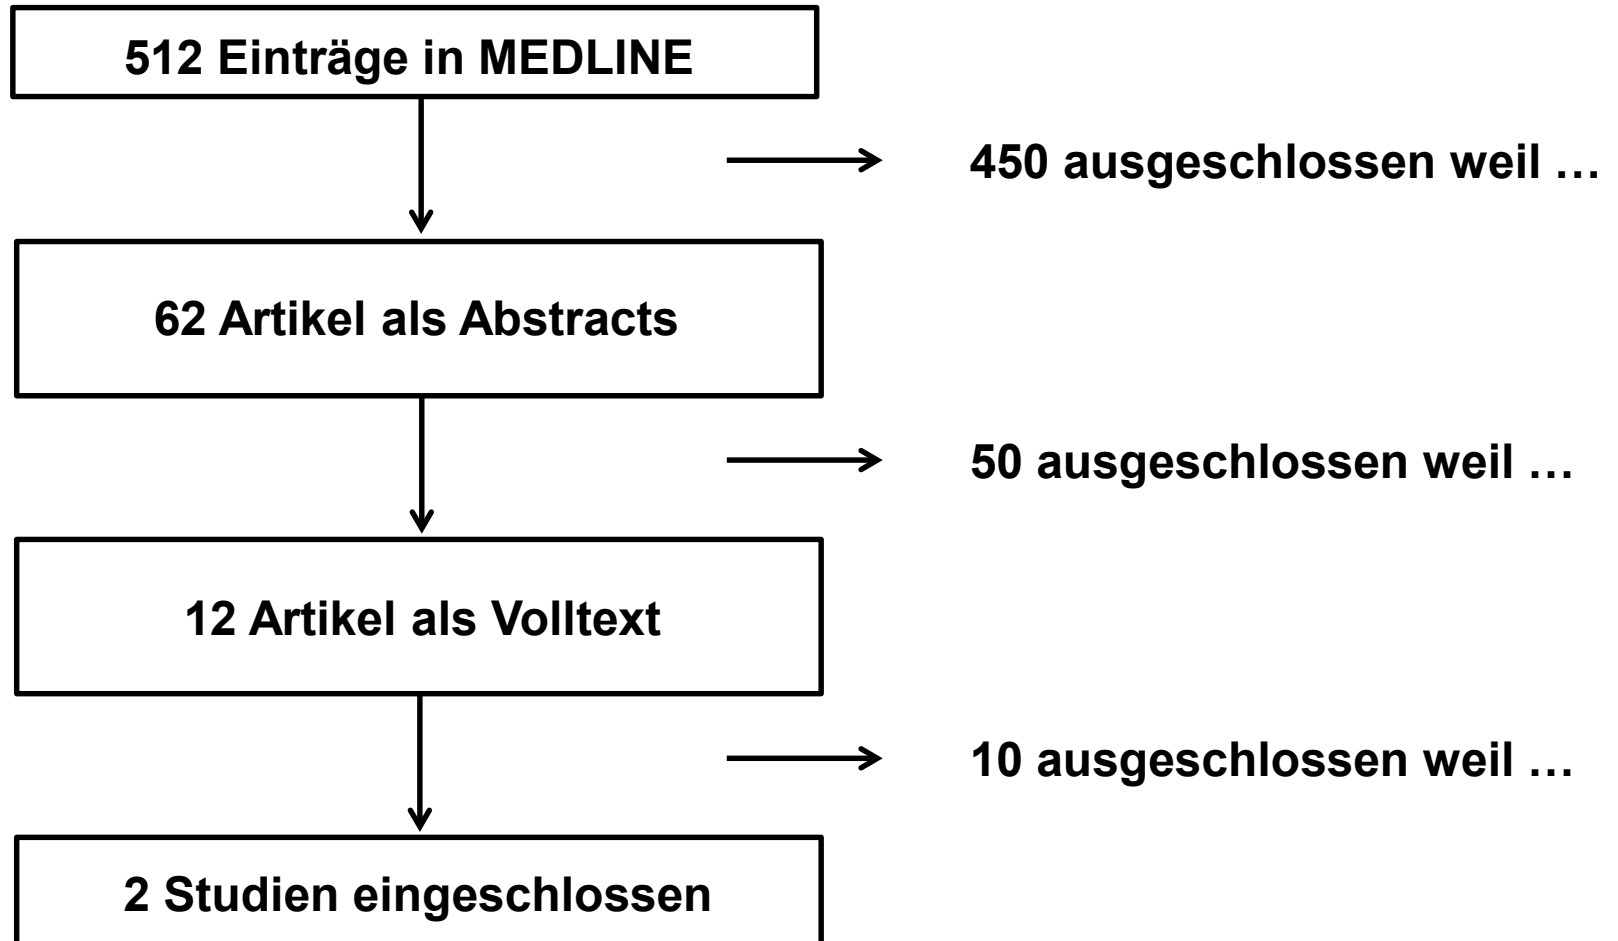 512 Einträge in MEDLINE
450 ausgeschlossen weil …
62 Artikel als Abstracts
50 ausgeschlossen weil …
12 Artikel als Volltext
10 ausgeschlossen weil …
2 Studien eingeschlossen